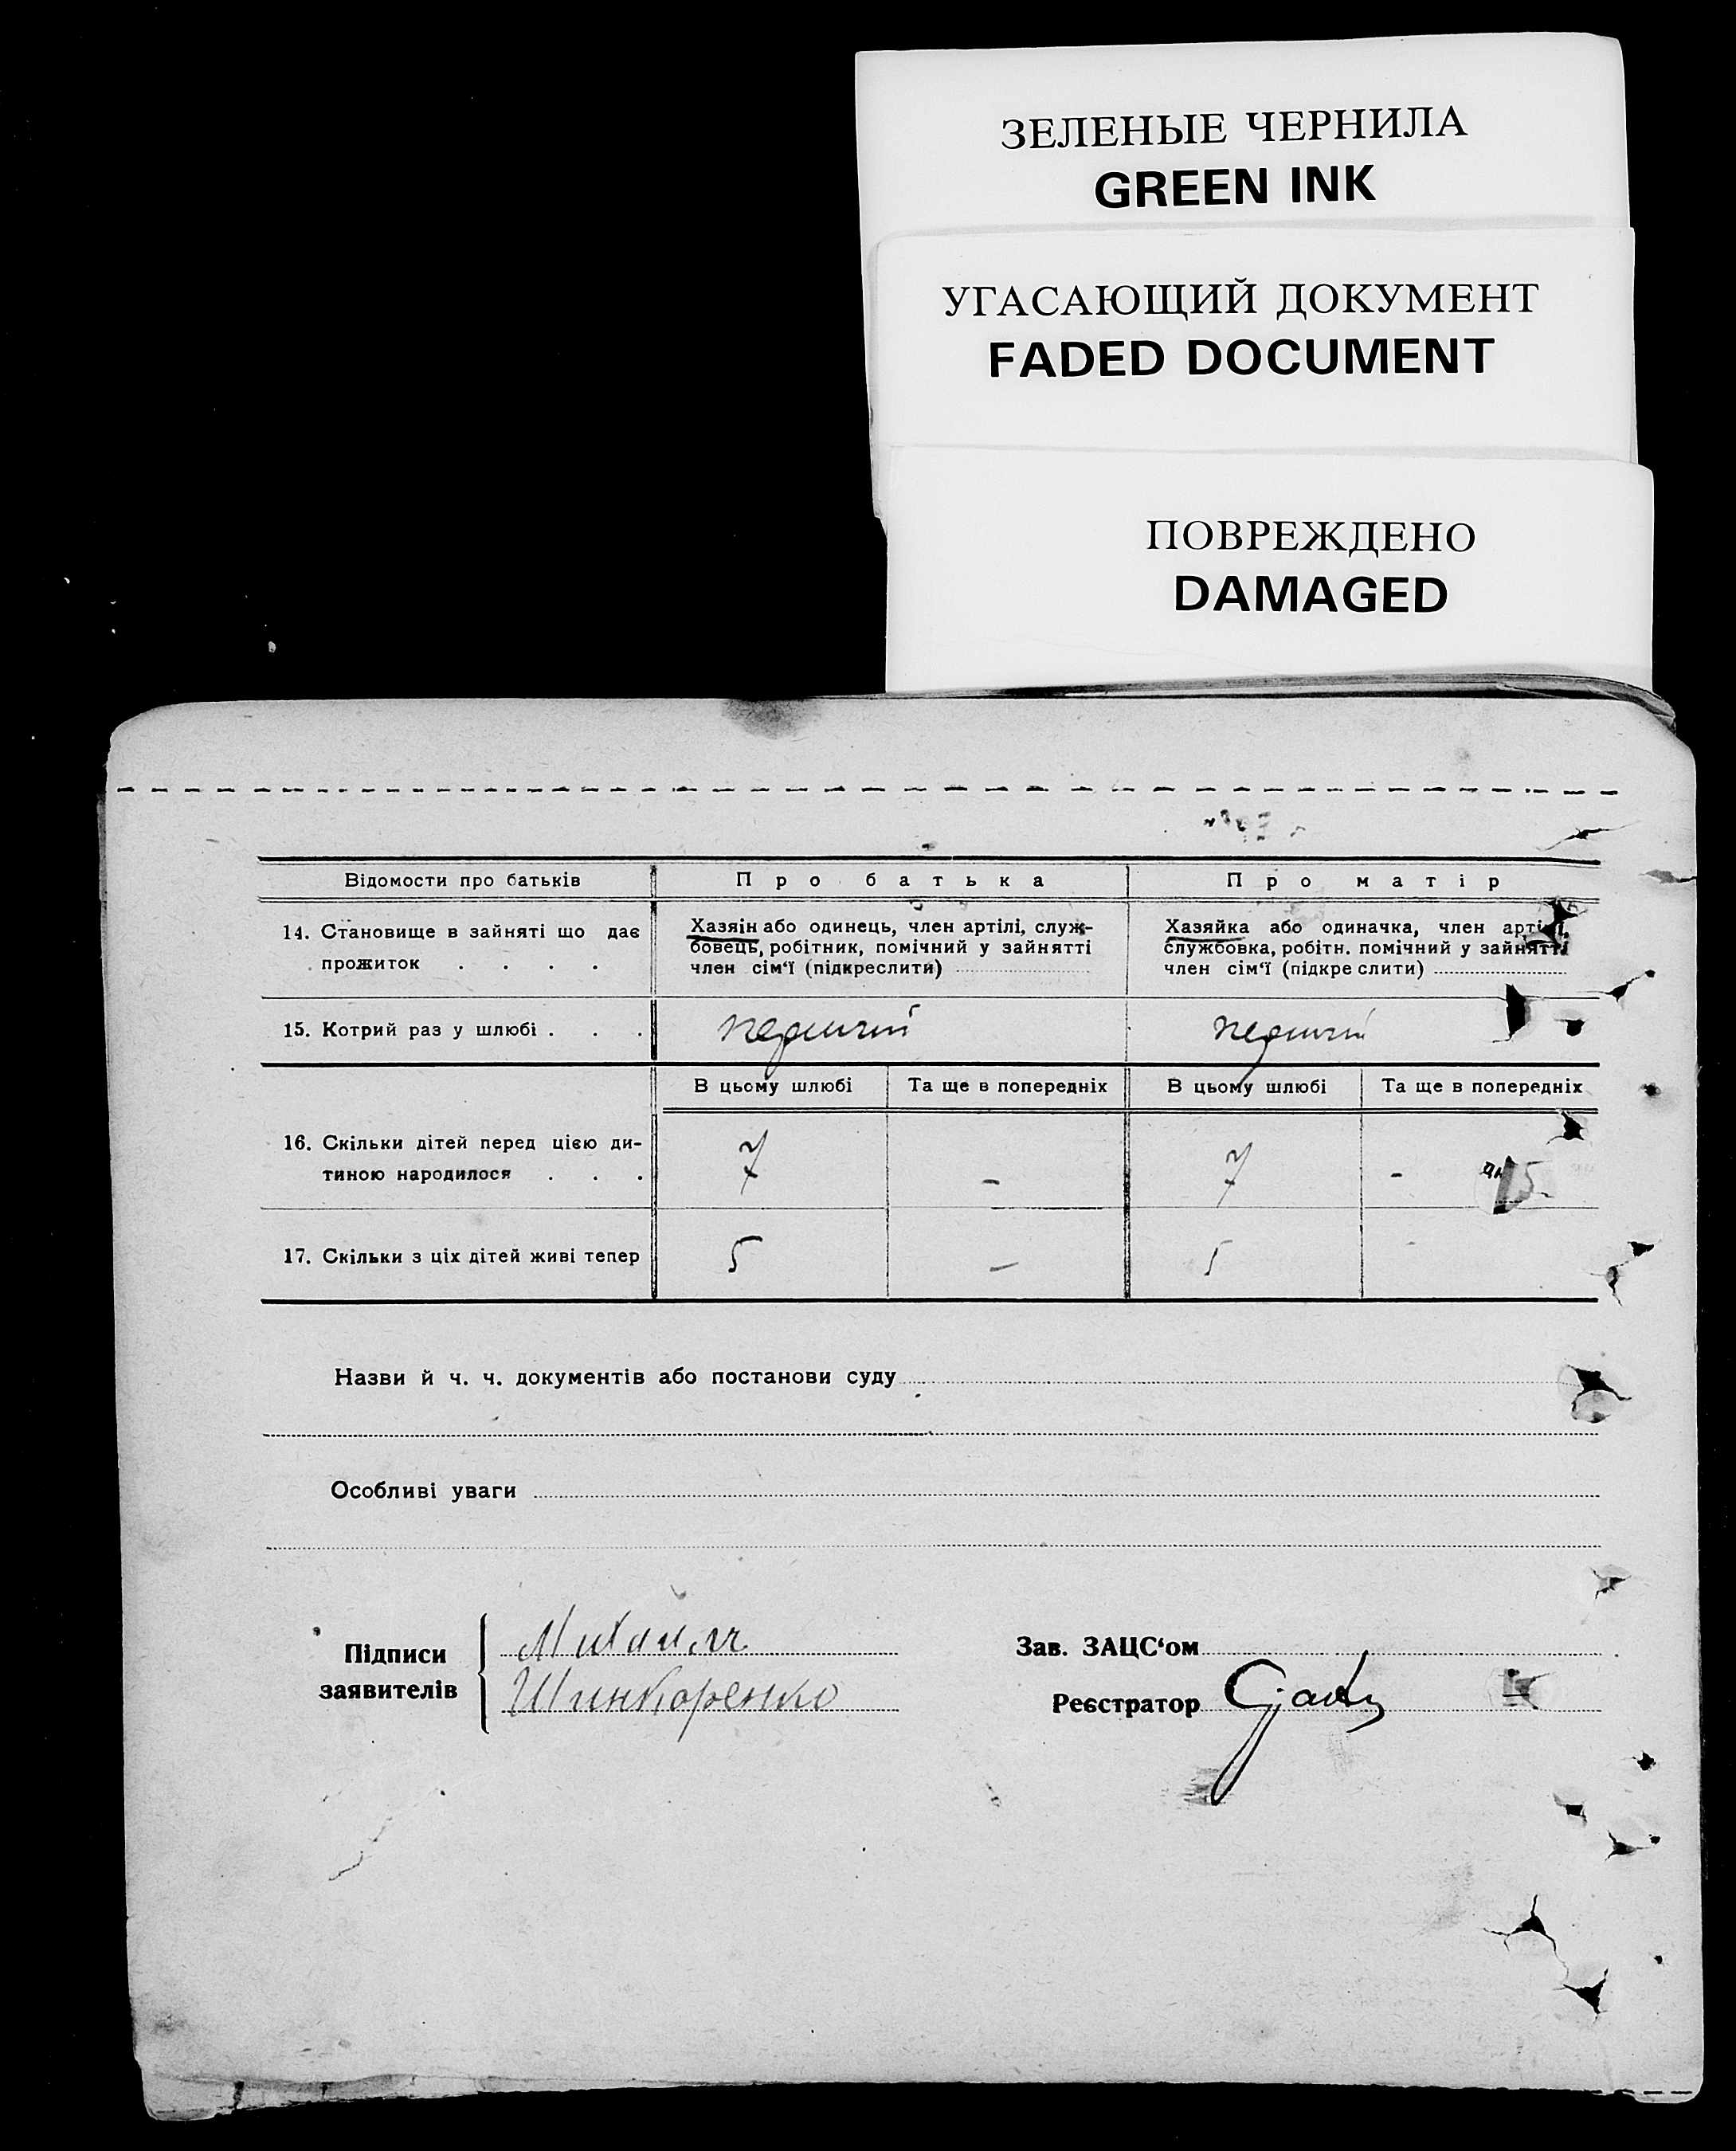 ЗЕЛЕНЫЕ ЧЕРНИЛА
GREEN INK
УГАСАЮЩИЙ ДОКУМЕНТ
FADED DOCUMENT
ПОВРЕЖДЕНО
DAMAGED
Відомости про батьків Про батька Про матір
14. Становище в зайняті що дає прожиток . . . .
Хазяїн або одинець, член артілі, служ-
бовець, робітник, помічний у зайнятті
член сім'ї (підкреслити)
Хазяйка або одиначка, член артілі,
службовка, робітн. помічний у зайнятті
член сім'ї (підкреслити)
15. Котрий раз у шлюбі . . . перший перший
В цьому шлюбі Та ще в попередніх В цьому шлюбі Та ще в попередніх
16. Скільки дітей перед цією ди-
тиною народилося . . . 7 - 7 -
17. Скільки з ціх дітей живі тепер 5 - 5 -
Назви й ч. ч. документів або постанови суду
Особливі уваги
Підписи
заявителів
Шинкоренко
Зав. ЗАЦС'ом
Реєстратор